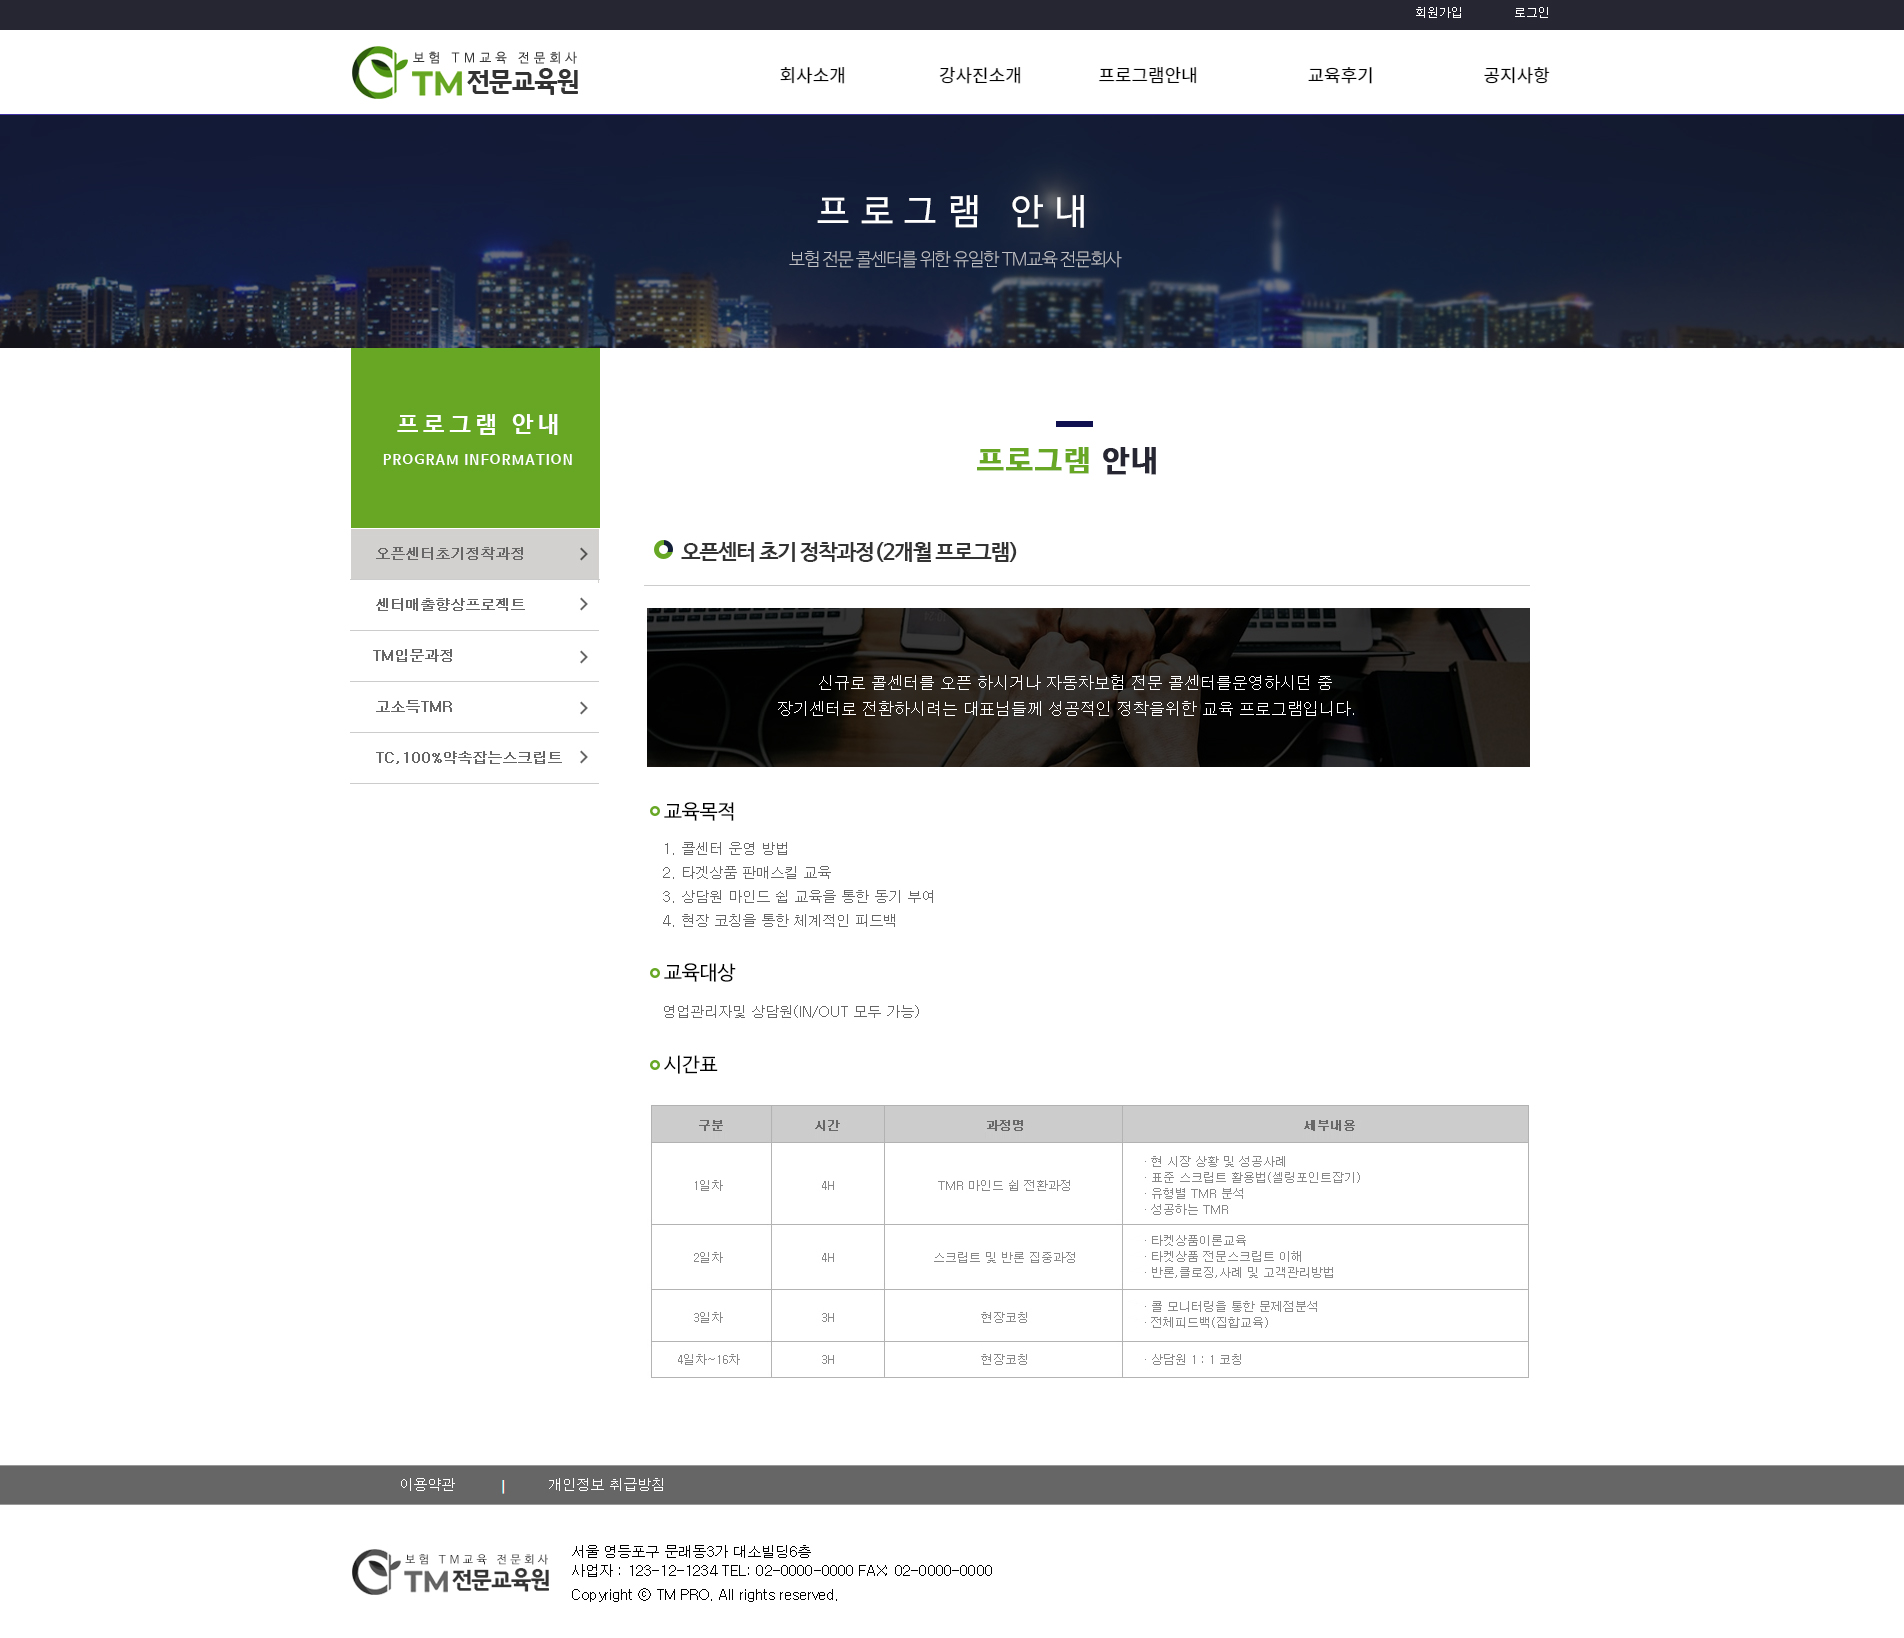 회원가입 로그인
보험 TM교육 전문회사
TM전문교육원
회사소개 강사진소개 프로그램안내 교육후기 공지사항
프로그램 안내
보험 전문 콜센터를 위한 유일한 TM교육 전문회사
프로그램 안내
PROGRAM INFORMATION
오픈센터초기정착과정
센터매출향상프로젝트
TM입문과정
고소득TMR
TC,100%약속잡는스크립트
프로그램 안내
오픈센터 초기 정착과정(2개월 프로그램)
신규로 콜센터를 오픈 하시거나 자동차보험 전문 콜센터를운영하시던 중
장기센터로 전환하시려는 대표님들께 성공적인 정착을위한 교육 프로그램입니다.
교육목적
1. 콜센터 운영 방법
2. 타겟상품 판매스킬 교육
3. 상담원 마인드 쉽 교육을 통한 동기 부여
4. 현장 코칭을 통한 체계적인 피드백
교육대상
영업관리자및 상담원(IN/OUT 모두 가능)
시간표
구분 시간 과정명 세부내용
1일차 4H TMR 마인드 쉽 전환과정
· 현 시장 상황 및 성공사례
· 표준 스크립트 활용법(셀링포인트잡기)
· 유형별 TMR 분석
· 성공하는 TMR
2일차 4H 스크립트 및 반론 집중과정
· 타켓상품이론교육
· 타켓상품 전문스크립트 이해
· 반론,클로징,사례 및 고객관리방법
3일차 3H 현장코칭
· 콜 모니터링을 통한 문제점분석
· 전체피드백(집합교육)
4일차~16차 3H 현장코칭 · 상담원 1 : 1 코칭
이용약관 | 개인정보 취급방침
보험 TM교육 전문회사
TM전문교육원
서울 영등포구 문래동3가 대소빌딩6층
사업자 : 123-12-1234 TEL: 02-0000-0000 FAX: 02-0000-0000
Copyright ⓒ TM PRO. All rights reserved.